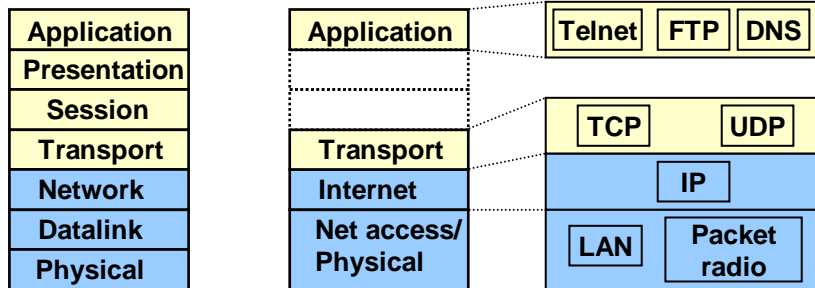 Application
Presentation
Session
Transport
Network
Datalink
Physical
Application
Transport
Internet
Net access/
Physical
Telnet FTP DNS
TCP UDP
IP
LAN Packet
radio